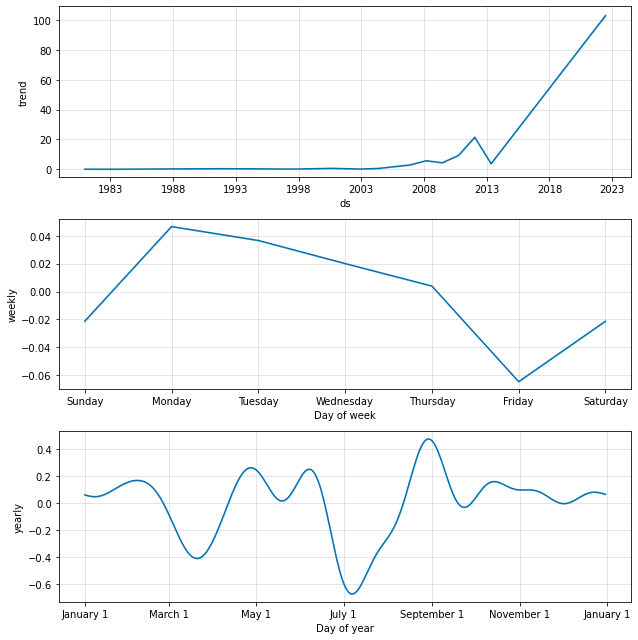 100
80
60
40
20
0
trend
1983 1988 1993 1998 2003 2008 2013 2018 2023
ds
0.04
0.02
0.00
−0.02
−0.04
−0.06
weekly
Sunday Monday Tuesday Wednesday Thursday Friday Saturday
Day of week
0.4
0.2
0.0
−0.2
−0.4
−0.6
yearly
January 1 March 1 May 1 July 1 September 1 November 1 January 1
Day of year